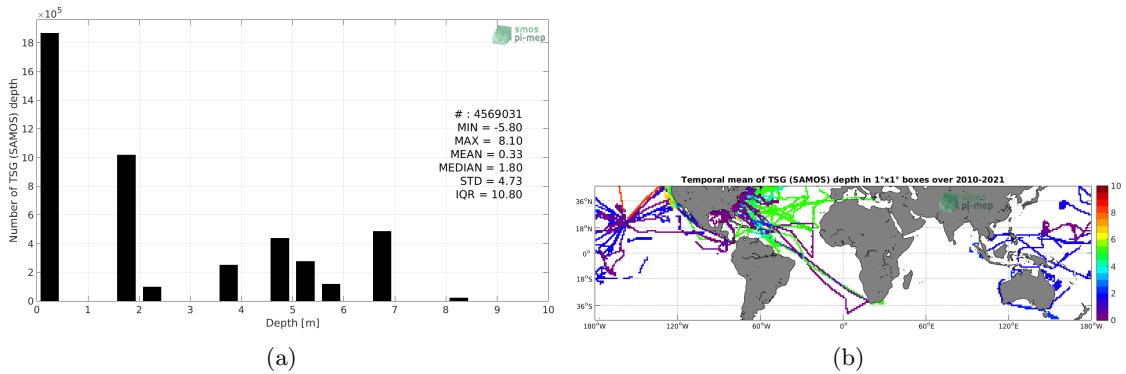 ×10⁵
smos
pi-mep
18
16
14
12
10
8
6
4
2
0
Number of TSG (SAMOS) depth
# : 4569031
MIN = -5.80
MAX = 8.10
MEAN = 0.33
MEDIAN = 1.80
STD = 4.73
IQR = 10.80
0 1 2 3 4 5 6 7 8 9 10
Depth [m]
(a)
Temporal mean of TSG (SAMOS) depth in 1°x1° boxes over 2010-2021
smos
pi-mep
36°N
18°N
0°
18°S
36°S
180°W 120°W 60°W 0° 60°E 120°E 180°W
10
8
6
4
2
0
(b)